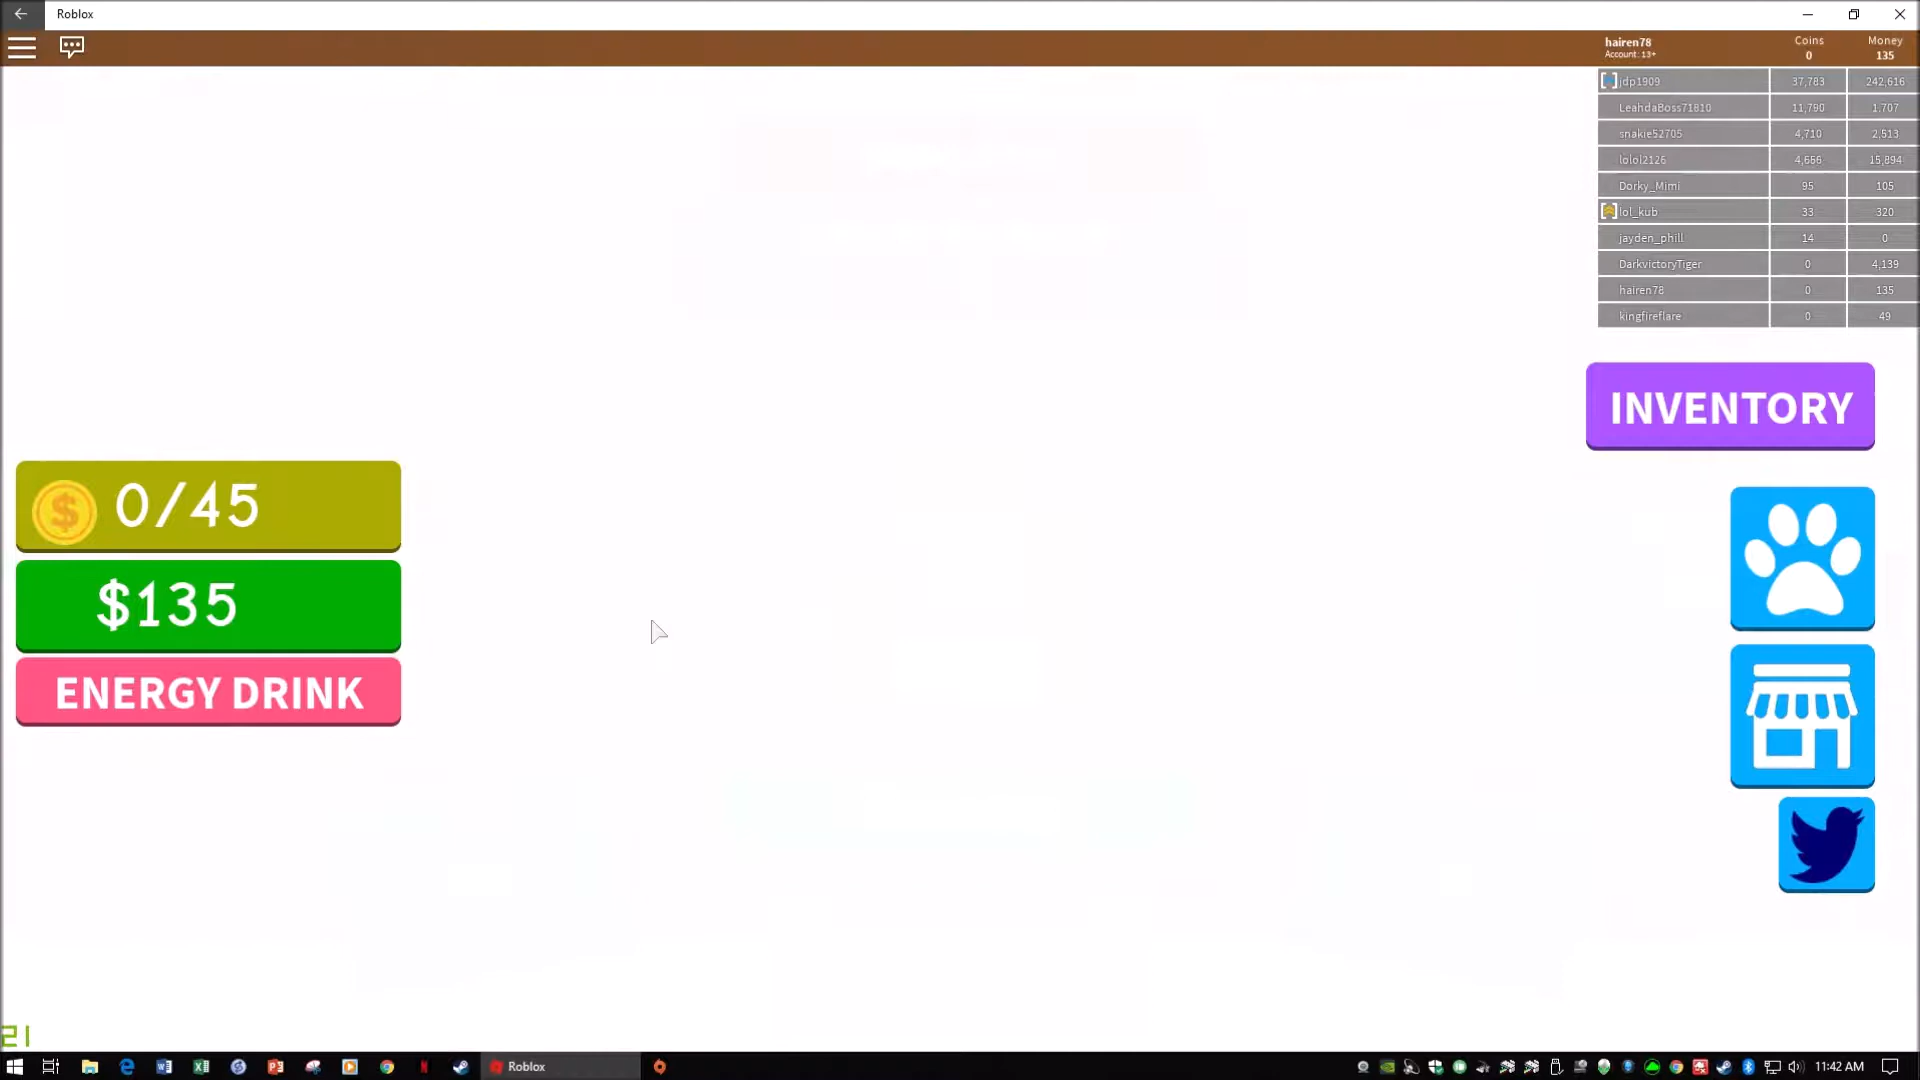 Roblox
hairen78 Coins Money
Account: 13+ 0 135
jdp1909 37,783 242,616
LeahdaBoss71810 11,790 1,707
snakie52705 4,710 2,513
lolol2126 4,656 15,894
Dorky_Mimi 95 105
lol_kub 33 320
jayden_phill 14 0
DarkvictoryTiger 0 4,139
hairen78 0 135
kingfireflare 0 49
INVENTORY
$ 0/45
$135
ENERGY DRINK
21
Roblox
11:42 AM